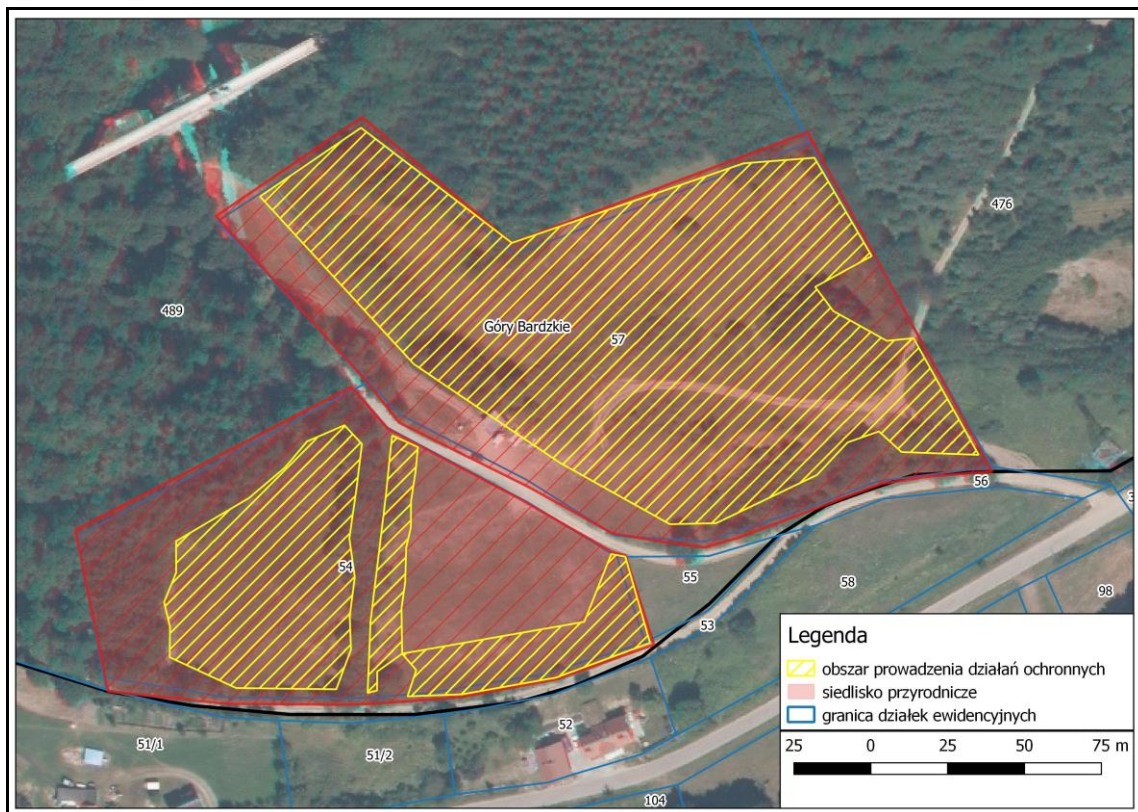 476
489
Góry Bardzkie
57
56
3
54
55
58
98
53
52
51/1
51/2
104
Legenda
obszar prowadzenia działań ochronnych
siedlisko przyrodnicze
granica działek ewidencyjnych
25 0 25 50 75 m